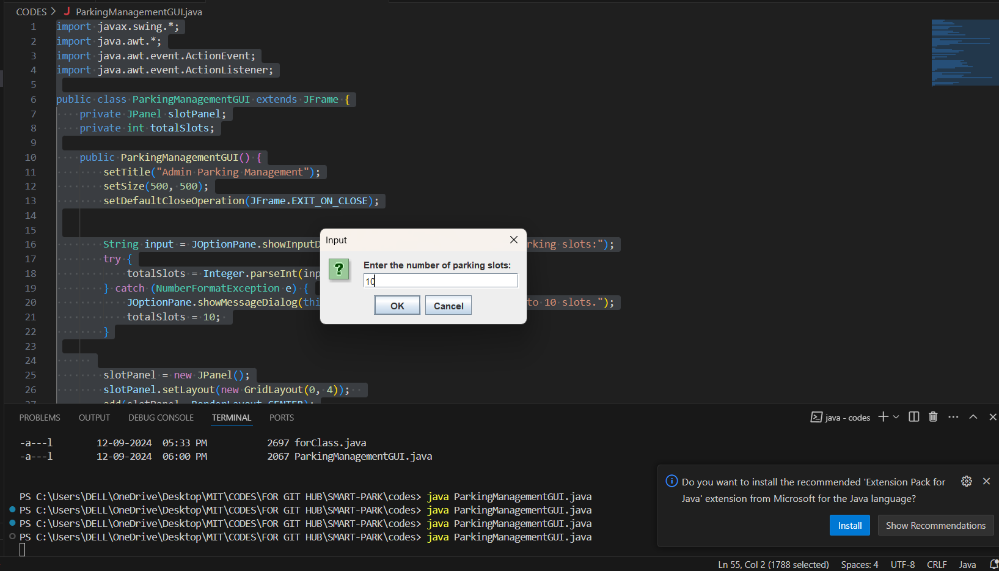 CODES > J ParkingManagementGUI.java
1 import javax.swing.*;
2 import java.awt.*;
3 import java.awt.event.ActionEvent;
4 import java.awt.event.ActionListener;
5
6 public class ParkingManagementGUI extends JFrame {
7 private JPanel slotPanel;
8 private int totalSlots;
9
10 public ParkingManagementGUI() {
11 setTitle("Admin Parking Management");
12 setSize(500, 500);
13 setDefaultCloseOperation(JFrame.EXIT_ON_CLOSE);
14
15
16 String input = JOptionPane.showInputD rking slots:");
17 try {
18 totalSlots = Integer.parseInt(inp
19 } catch (NumberFormatException e) {
20 JOptionPane.showMessageDialog(thi to 10 slots.");
21 totalSlots = 10;
22 }
23
24
25 slotPanel = new JPanel();
26 slotPanel.setLayout(new GridLayout(0, 4));
27 add(slotPanel, BorderLayout.CENTER);
Input
?
Enter the number of parking slots:
10
OK Cancel
PROBLEMS OUTPUT DEBUG CONSOLE TERMINAL PORTS
java - codes
-a---l 12-09-2024 05:33 PM 2697 forClass.java
-a---l 12-09-2024 06:00 PM 2067 ParkingManagementGUI.java
PS C:\Users\DELL\OneDrive\Desktop\MIT\CODES\FOR GIT HUB\SMART-PARK\codes> java ParkingManagementGUI.java
PS C:\Users\DELL\OneDrive\Desktop\MIT\CODES\FOR GIT HUB\SMART-PARK\codes> java ParkingManagementGUI.java
PS C:\Users\DELL\OneDrive\Desktop\MIT\CODES\FOR GIT HUB\SMART-PARK\codes> java ParkingManagementGUI.java
PS C:\Users\DELL\OneDrive\Desktop\MIT\CODES\FOR GIT HUB\SMART-PARK\codes> java ParkingManagementGUI.java
Do you want to install the recommended 'Extension Pack for
Java' extension from Microsoft for the Java language?
Install Show Recommendations
Ln 55, Col 2 (1788 selected) Spaces: 4 UTF-8 CRLF Java